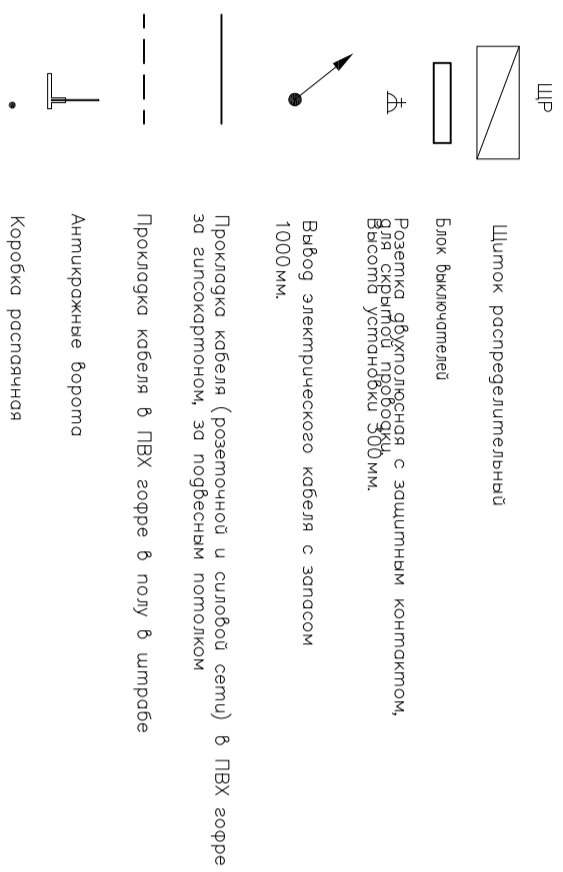 ЩР
Щиток распределительный
Блок выключателей
Розетка двухполюсная с защитным контактом,
для скрытой проводки.
Высота установки 300мм.
Вывод электрического кабеля с запасом
1000мм.
Прокладка кабеля (розеточной и силовой сети) в ПВХ гофре
за гипсокартоном, за подвесным потолком
Прокладка кабеля в ПВХ гофре в полу в штрабе
Антикражные ворота
Коробка распаячная